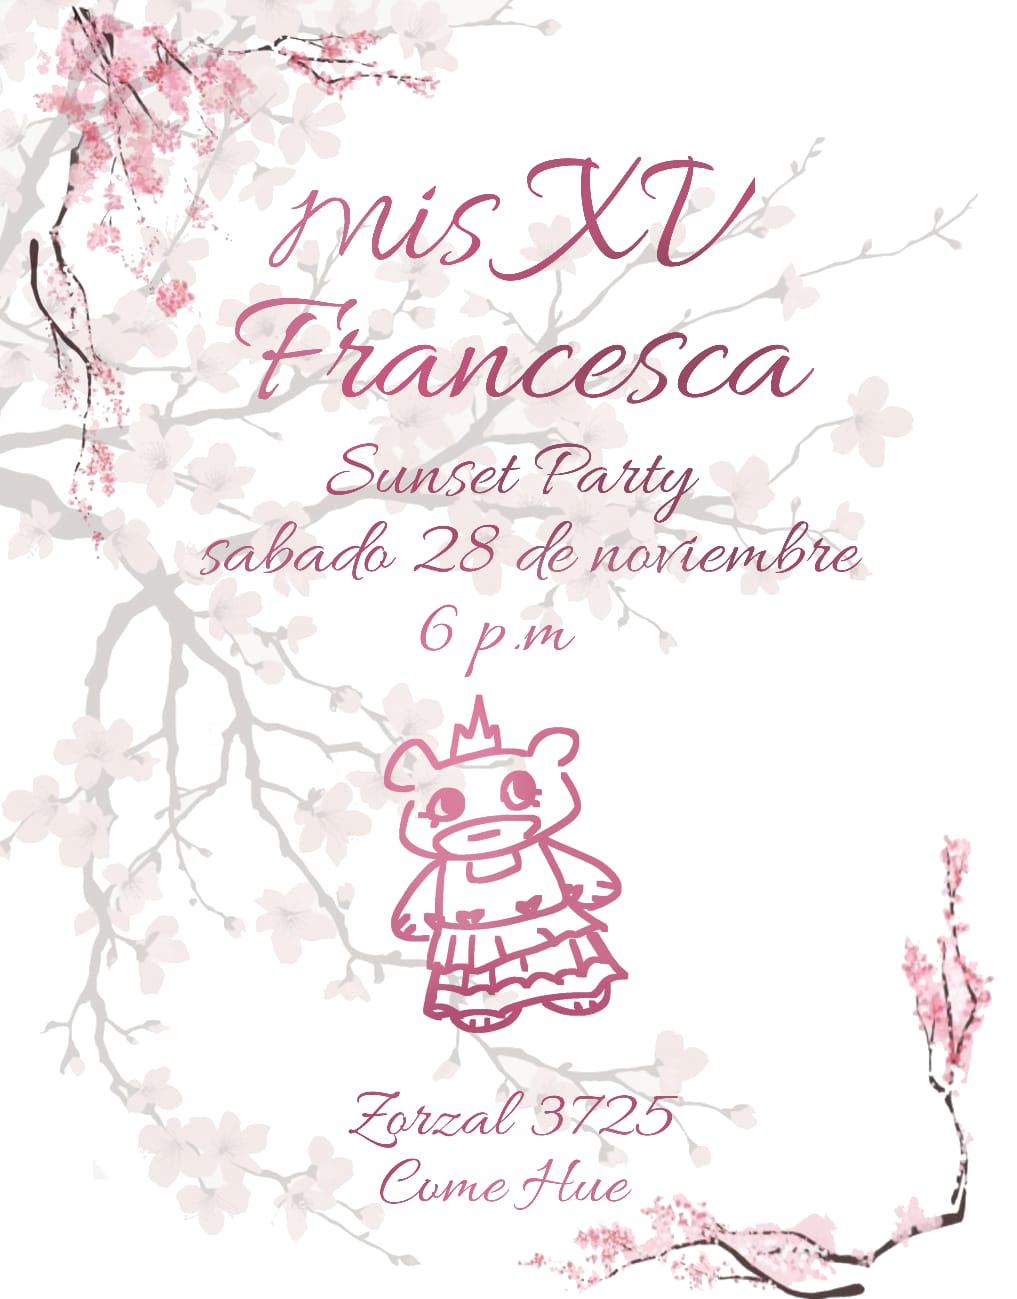 mis XV
Francesca
Sunset Party
sabado 28 de noviembre
6 p.m
Zorzal 3725
Come Hue